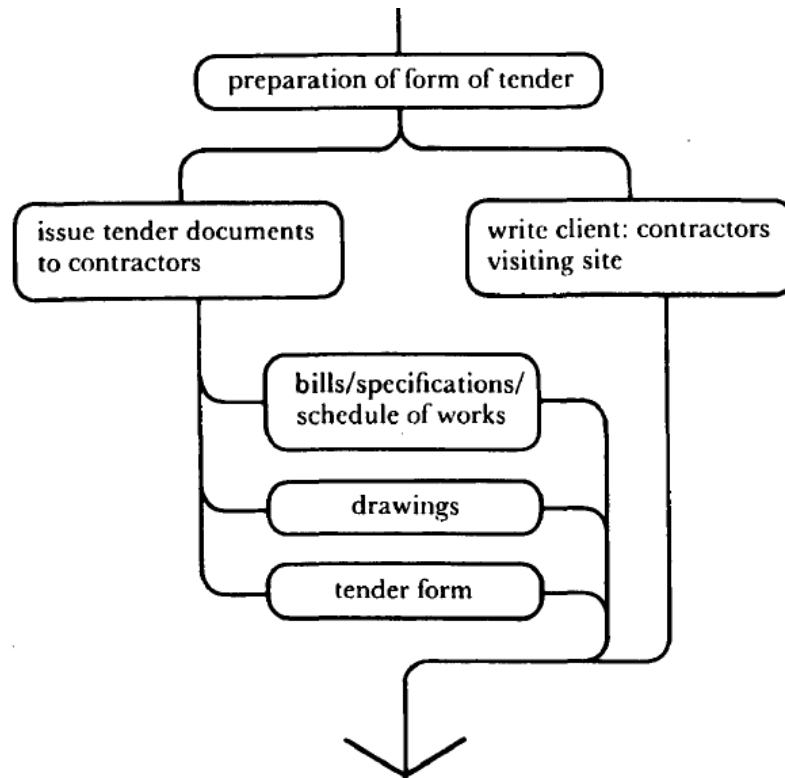 preparation of form of tender
issue tender documents
to contractors
write client: contractors
visiting site
bills/specifications/
schedule of works
drawings
tender form